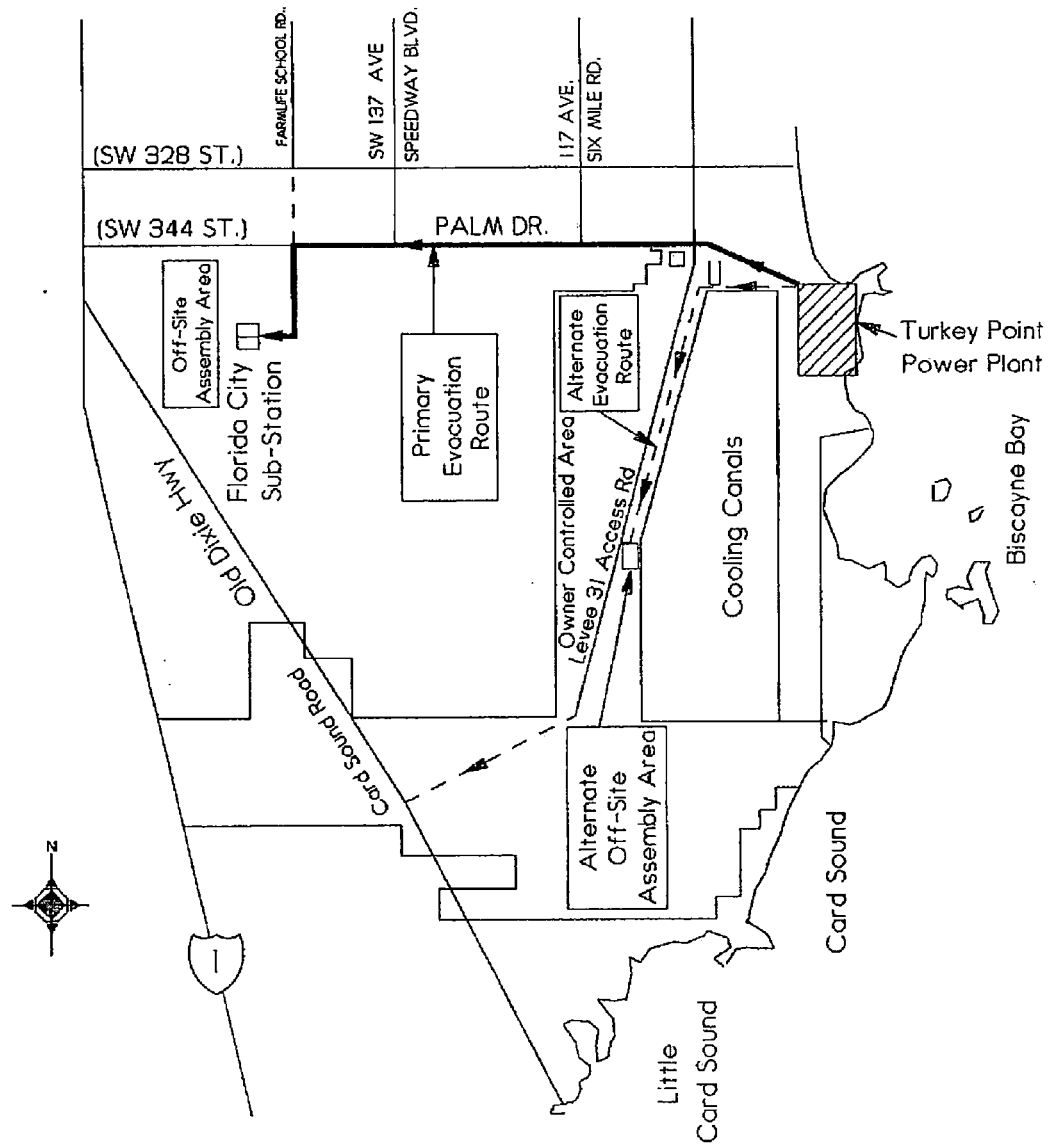 FARMLIFE SCHOOL RD.
SW 137 AVE
SPEEDWAY BLVD.
117 AVE.
SIX MILE RD.
(SW 328 ST.)
(SW 344 ST.)
PALM DR.
Off-Site
Assembly Area
Florida City
Sub-Station
Primary
Evacuation
Route
Alternate
Evacuation
Route
Turkey Point
Power Plant
Old Dixie Hwy
Owner Controlled Area
Levee 31 Access Rd
Cooling Canals
Biscayne Bay
Card Sound Road
Alternate
Off-Site
Assembly Area
N
1
Card Sound
Little
Card Sound